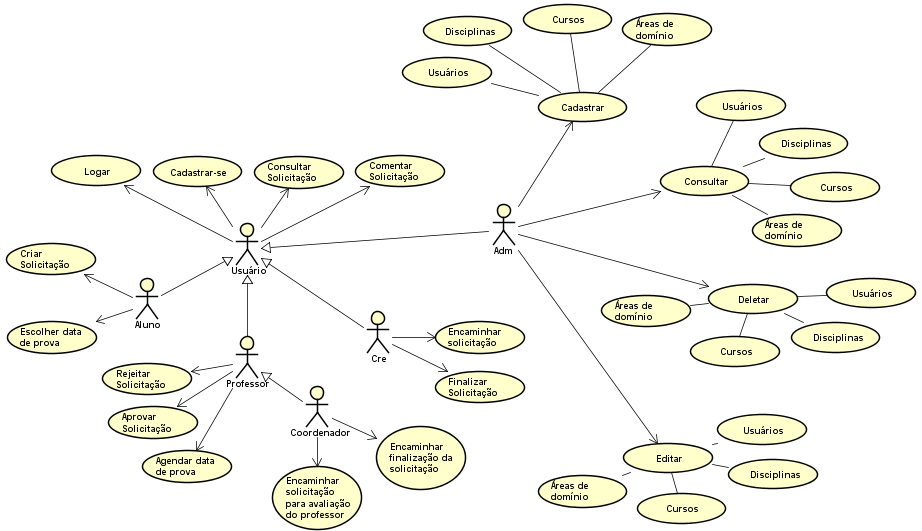 Cursos
Disciplinas
Áreas de
domínio
Usuários
Cadastrar
Usuários
Disciplinas
Consultar
Cursos
Áreas de
domínio
Logar
Cadastrar-se
Consultar
Solicitação
Comentar
Solicitação
Adm
Usuário
Criar
Solicitação
Aluno
Escolher data
de prova
Áreas de
domínio
Deletar
Usuários
Disciplinas
Cursos
Cre
Encaminhar
solicitação
Finalizar
Solicitação
Professor
Rejeitar
Solicitação
Aprovar
Solicitação
Agendar data
de prova
Coordenador
Encaminhar
finalização da
solicitação
Encaminhar
solicitação
para avaliação
do professor
Usuários
Editar
Disciplinas
Áreas de
domínio
Cursos